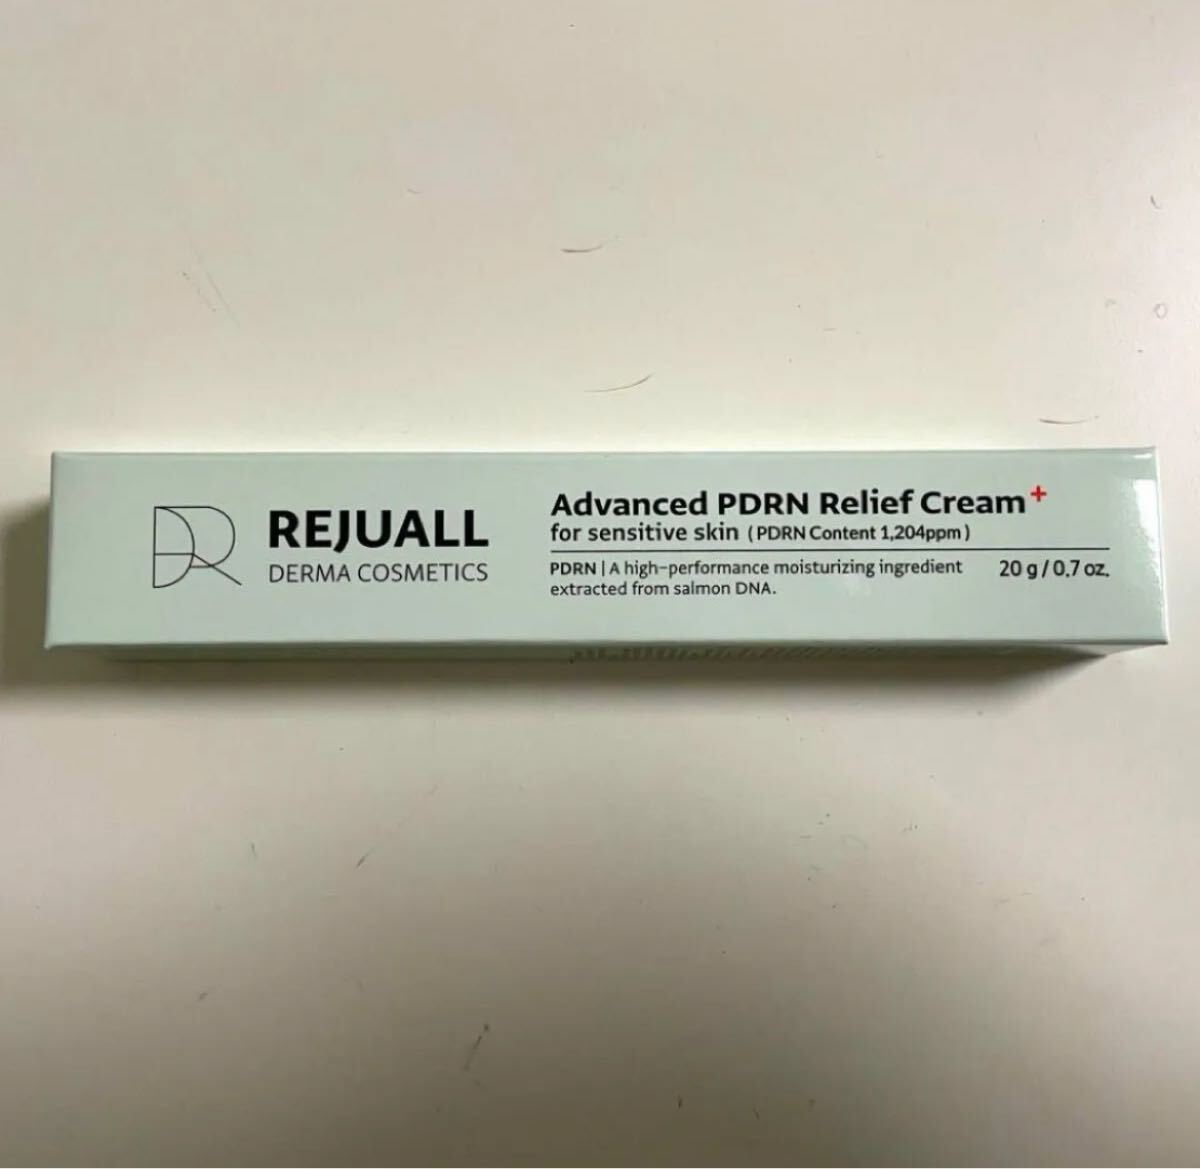 REJUALL
DERMA COSMETICS
Advanced PDRN Relief Cream+
for sensitive skin (PDRN Content 1,204ppm)
PDRN | A high-performance moisturizing ingredient
extracted from salmon DNA.
20 g / 0.7 oz.